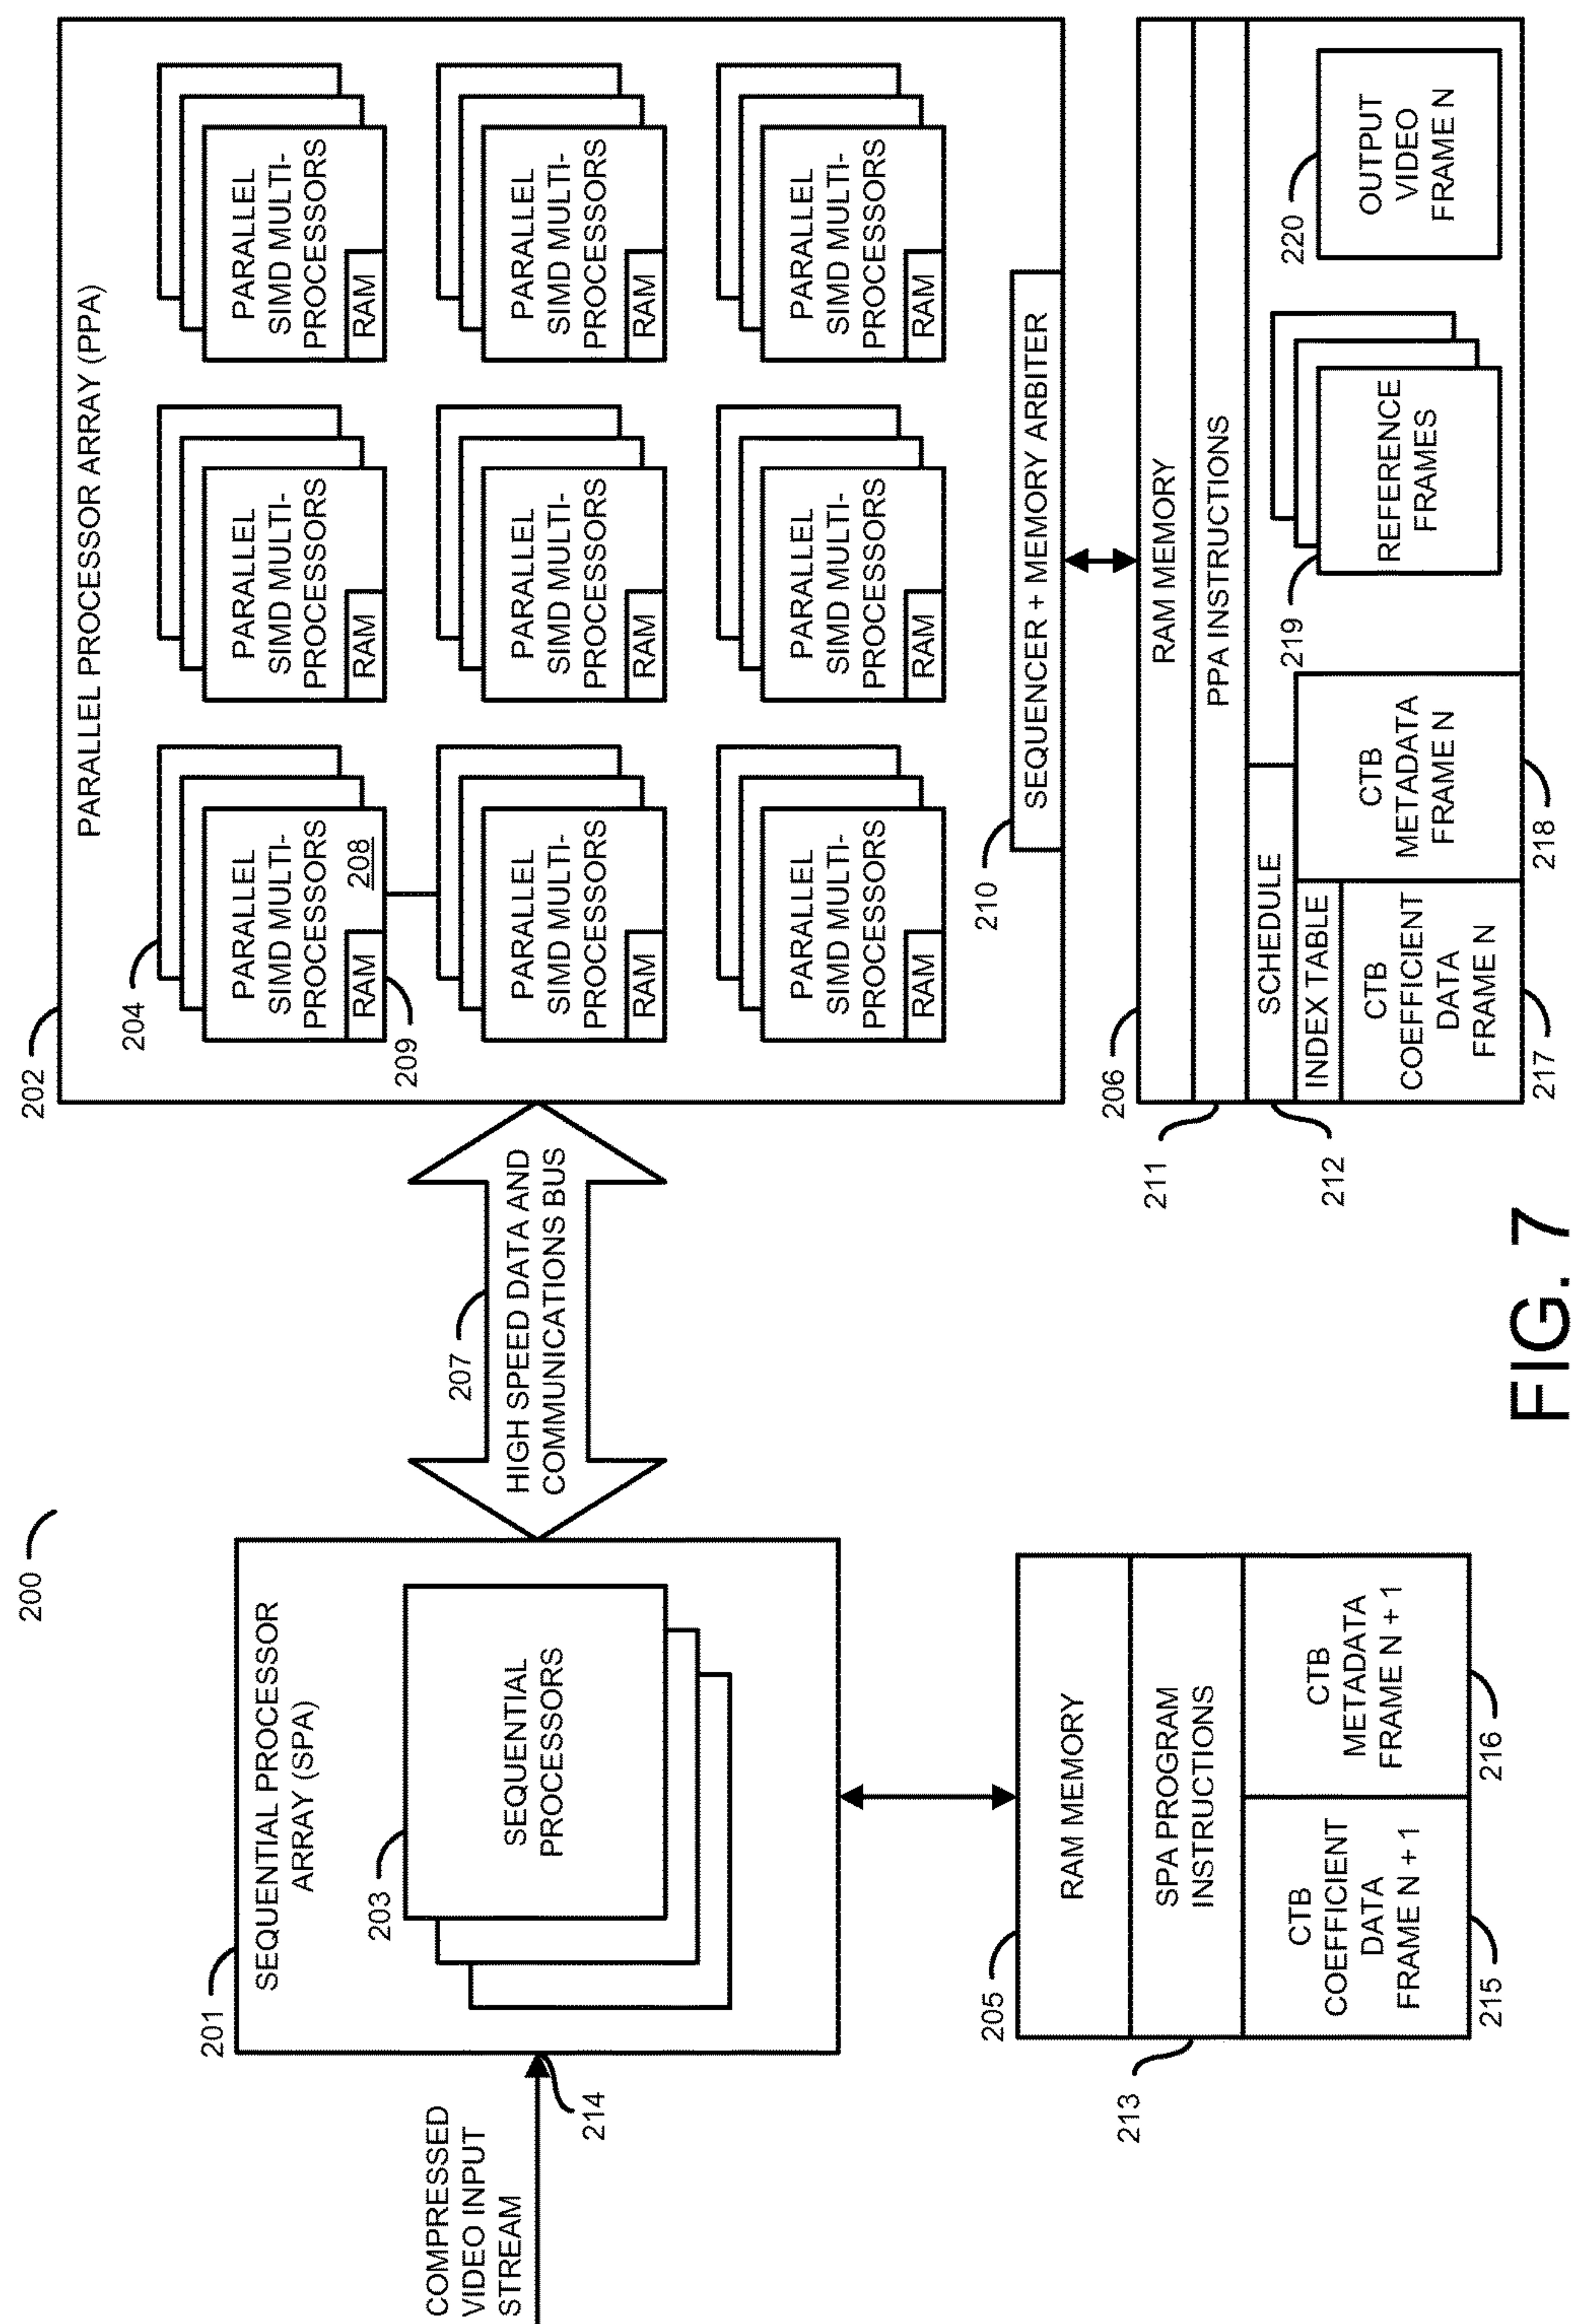 200
COMPRESSED
VIDEO INPUT
STREAM
214
201
SEQUENTIAL PROCESSOR
ARRAY (SPA)
203
SEQUENTIAL
PROCESSORS
205
RAM MEMORY
213
SPA PROGRAM
INSTRUCTIONS
CTB
COEFFICIENT
DATA
FRAME N + 1
215
CTB
METADATA
FRAME N + 1
216
207
HIGH SPEED DATA AND
COMMUNICATIONS BUS
202
PARALLEL PROCESSOR ARRAY (PPA)
204
PARALLEL
SIMD MULTI-
PROCESSORS
208
RAM
209
PARALLEL
SIMD MULTI-
PROCESSORS
RAM
PARALLEL
SIMD MULTI-
PROCESSORS
RAM
PARALLEL
SIMD MULTI-
PROCESSORS
RAM
PARALLEL
SIMD MULTI-
PROCESSORS
RAM
PARALLEL
SIMD MULTI-
PROCESSORS
RAM
PARALLEL
SIMD MULTI-
PROCESSORS
RAM
PARALLEL
SIMD MULTI-
PROCESSORS
RAM
PARALLEL
SIMD MULTI-
PROCESSORS
RAM
210
SEQUENCER + MEMORY ARBITER
206
RAM MEMORY
211
PPA INSTRUCTIONS
212
SCHEDULE
INDEX TABLE
CTB
COEFFICIENT
DATA
FRAME N
217
CTB
METADATA
FRAME N
218
219
REFERENCE
FRAMES
220
OUTPUT
VIDEO
FRAME N
FIG. 7